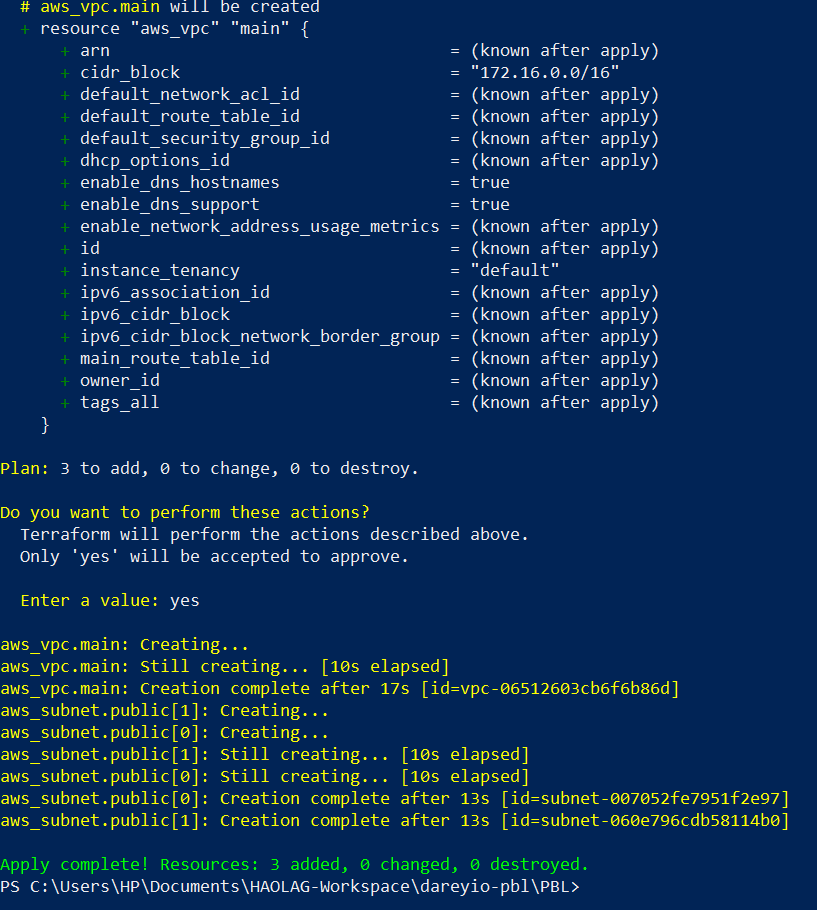 # aws_vpc.main will be created
+ resource "aws_vpc" "main" {
+ arn = (known after apply)
+ cidr_block = "172.16.0.0/16"
+ default_network_acl_id = (known after apply)
+ default_route_table_id = (known after apply)
+ default_security_group_id = (known after apply)
+ dhcp_options_id = (known after apply)
+ enable_dns_hostnames = true
+ enable_dns_support = true
+ enable_network_address_usage_metrics = (known after apply)
+ id = (known after apply)
+ instance_tenancy = "default"
+ ipv6_association_id = (known after apply)
+ ipv6_cidr_block = (known after apply)
+ ipv6_cidr_block_network_border_group = (known after apply)
+ main_route_table_id = (known after apply)
+ owner_id = (known after apply)
+ tags_all = (known after apply)
}
Plan: 3 to add, 0 to change, 0 to destroy.
Do you want to perform these actions?
Terraform will perform the actions described above.
Only 'yes' will be accepted to approve.
Enter a value: yes
aws_vpc.main: Creating...
aws_vpc.main: Still creating... [10s elapsed]
aws_vpc.main: Creation complete after 17s [id=vpc-06512603cb6f6b86d]
aws_subnet.public[1]: Creating...
aws_subnet.public[0]: Creating...
aws_subnet.public[1]: Still creating... [10s elapsed]
aws_subnet.public[0]: Still creating... [10s elapsed]
aws_subnet.public[0]: Creation complete after 13s [id=subnet-007052fe7951f2e97]
aws_subnet.public[1]: Creation complete after 13s [id=subnet-060e796cdb58114b0]
Apply complete! Resources: 3 added, 0 changed, 0 destroyed.
PS C:\Users\HP\Documents\HAOLAG-Workspace\dareyio-pbl\PBL>